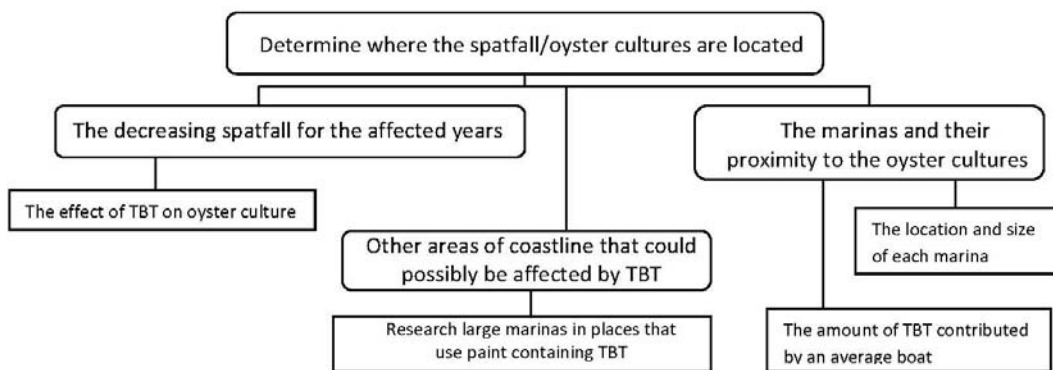 Determine where the spatfall/oyster cultures are located
The decreasing spatfall for the affected years
The effect of TBT on oyster culture
Other areas of coastline that could
possibly be affected by TBT
Research large marinas in places that
use paint containing TBT
The marinas and their
proximity to the oyster cultures
The location and size
of each marina
The amount of TBT contributed
by an average boat